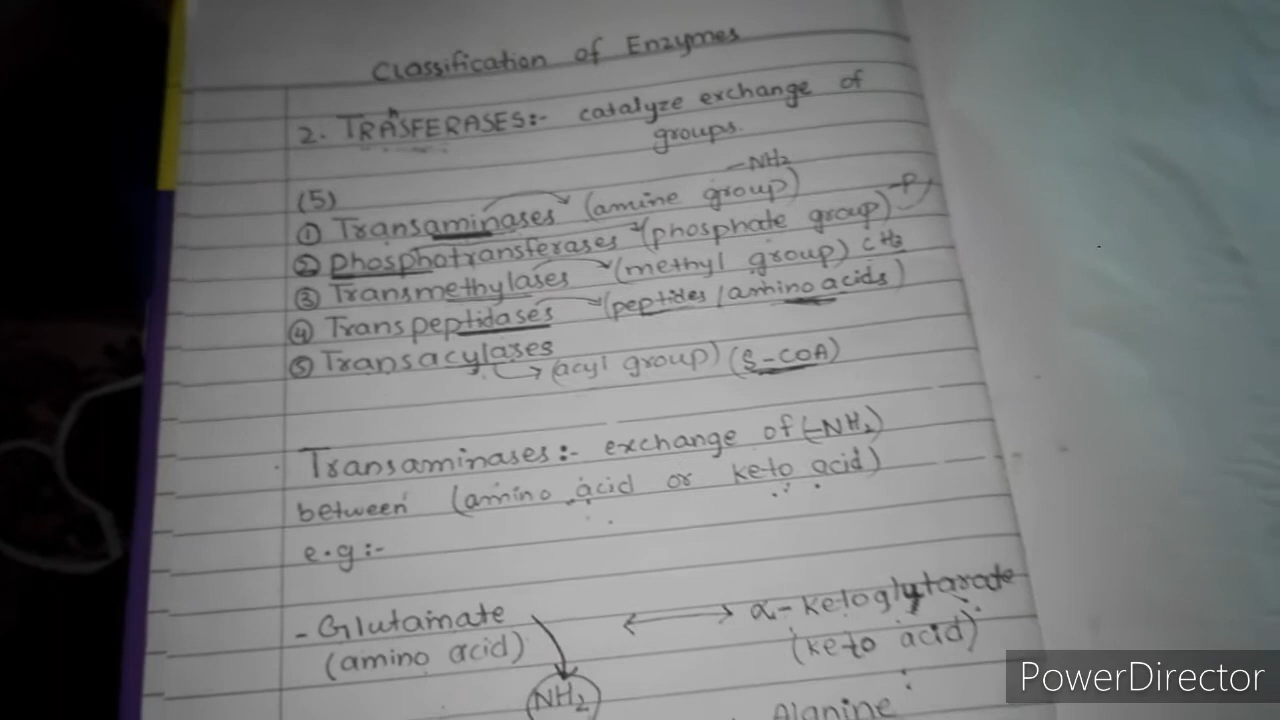 Classification of Enzymes
2. TRAnSFERASES:- catalyze exchange of
groups.
(5)
-NH2
① Transaminases (amine group)
② Phosphotransferases (phosphate group) -P
③ Transmethylases (methyl group) CH3
④ Transpeptidases (peptides/amino acids)
⑤ Transacylases
(acyl group) (S-COA)
Transaminases:- exchange of (-NH2)
between (amino acid or keto acid)
e.g:-
- Glutamate ⟷ α-ketoglytarate
(amino acid) (keto acid)
NH2
Alanine
PowerDirector